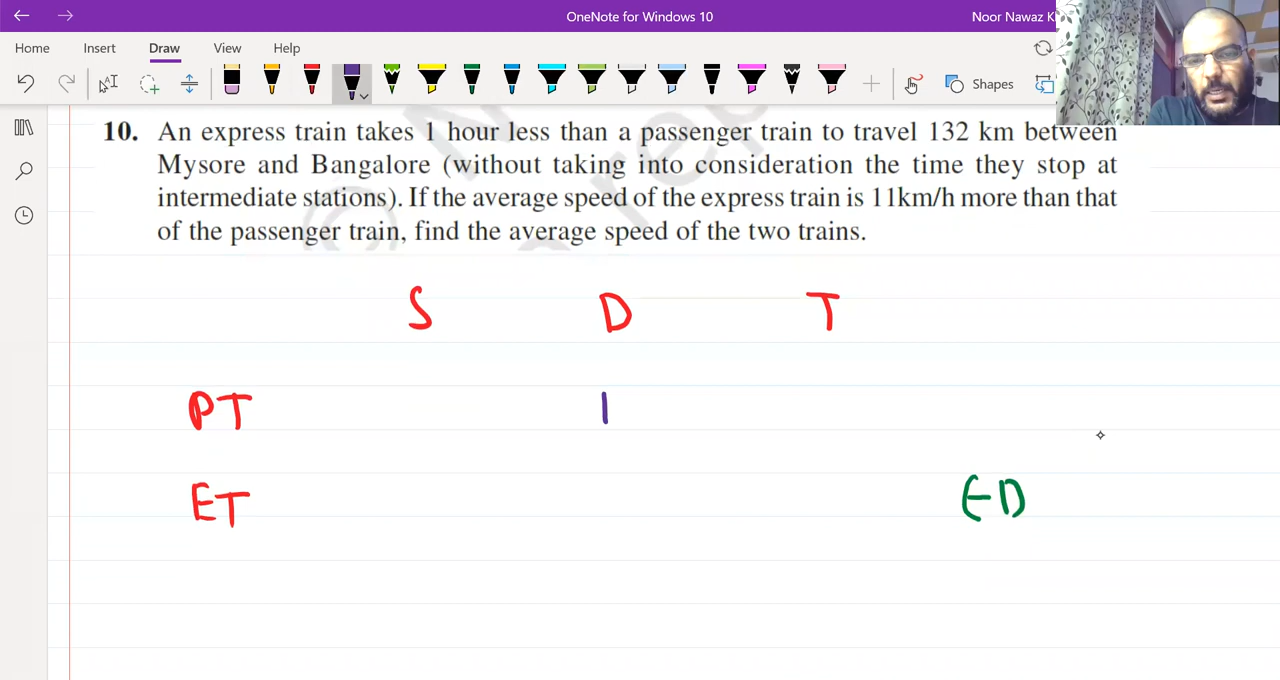 OneNote for Windows 10
Noor Nawaz
Home Insert Draw View Help
Shapes
10. An express train takes 1 hour less than a passenger train to travel 132 km between
Mysore and Bangalore (without taking into consideration the time they stop at
intermediate stations). If the average speed of the express train is 11km/h more than that
of the passenger train, find the average speed of the two trains.
S D T
PT 1
ET (-1)